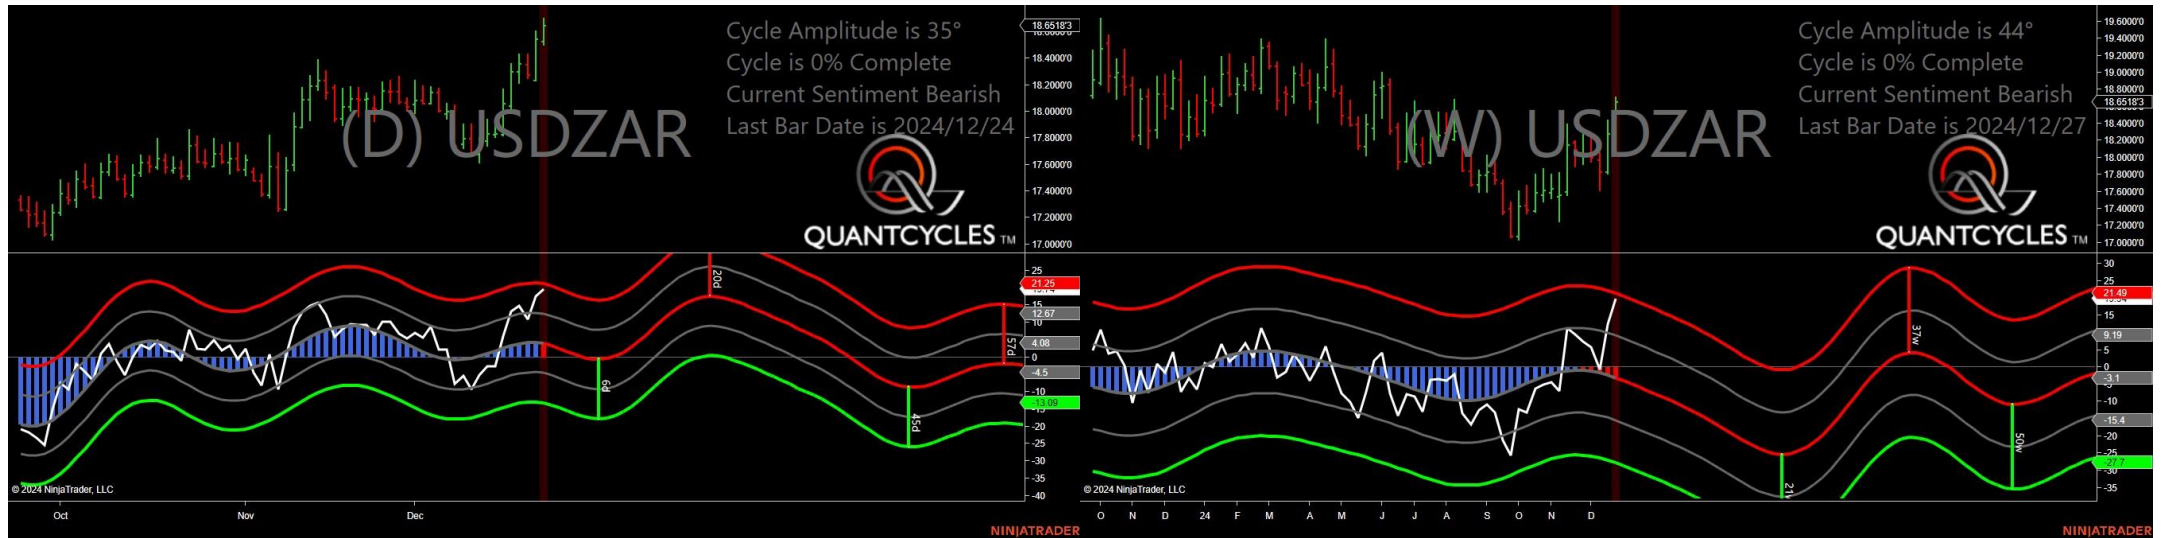 Cycle Amplitude is 35°
Cycle is 0% Complete
Current Sentiment Bearish
Last Bar Date is 2024/12/24
(D) USDZAR
QUANTCYCLES TM
18.6518'3
18.4000'0
18.2000'0
18.0000'0
17.8000'0
17.6000'0
17.4000'0
17.2000'0
17.0000'0
25
21.25
15
12.67
10
4.08
0
-4.5
-10
-13.09
-20
-25
-30
-35
-40
20d
57d
6d
45d
© 2024 NinjaTrader, LLC
Oct Nov Dec
NINJATRADER
Cycle Amplitude is 44°
Cycle is 0% Complete
Current Sentiment Bearish
Last Bar Date is 2024/12/27
(W) USDZAR
QUANTCYCLES TM
19.6000'0
19.4000'0
19.2000'0
19.0000'0
18.8000'0
18.6518'3
18.4000'0
18.2000'0
18.0000'0
17.8000'0
17.6000'0
17.4000'0
17.2000'0
17.0000'0
30
25
21.49
15
9.19
5
0
-3.1
-10
-15.4
-20
-27.7
-30
-35
37w
50w
21
© 2024 NinjaTrader, LLC
O N D 24 F M A M J J A S O N D
NINJATRADER